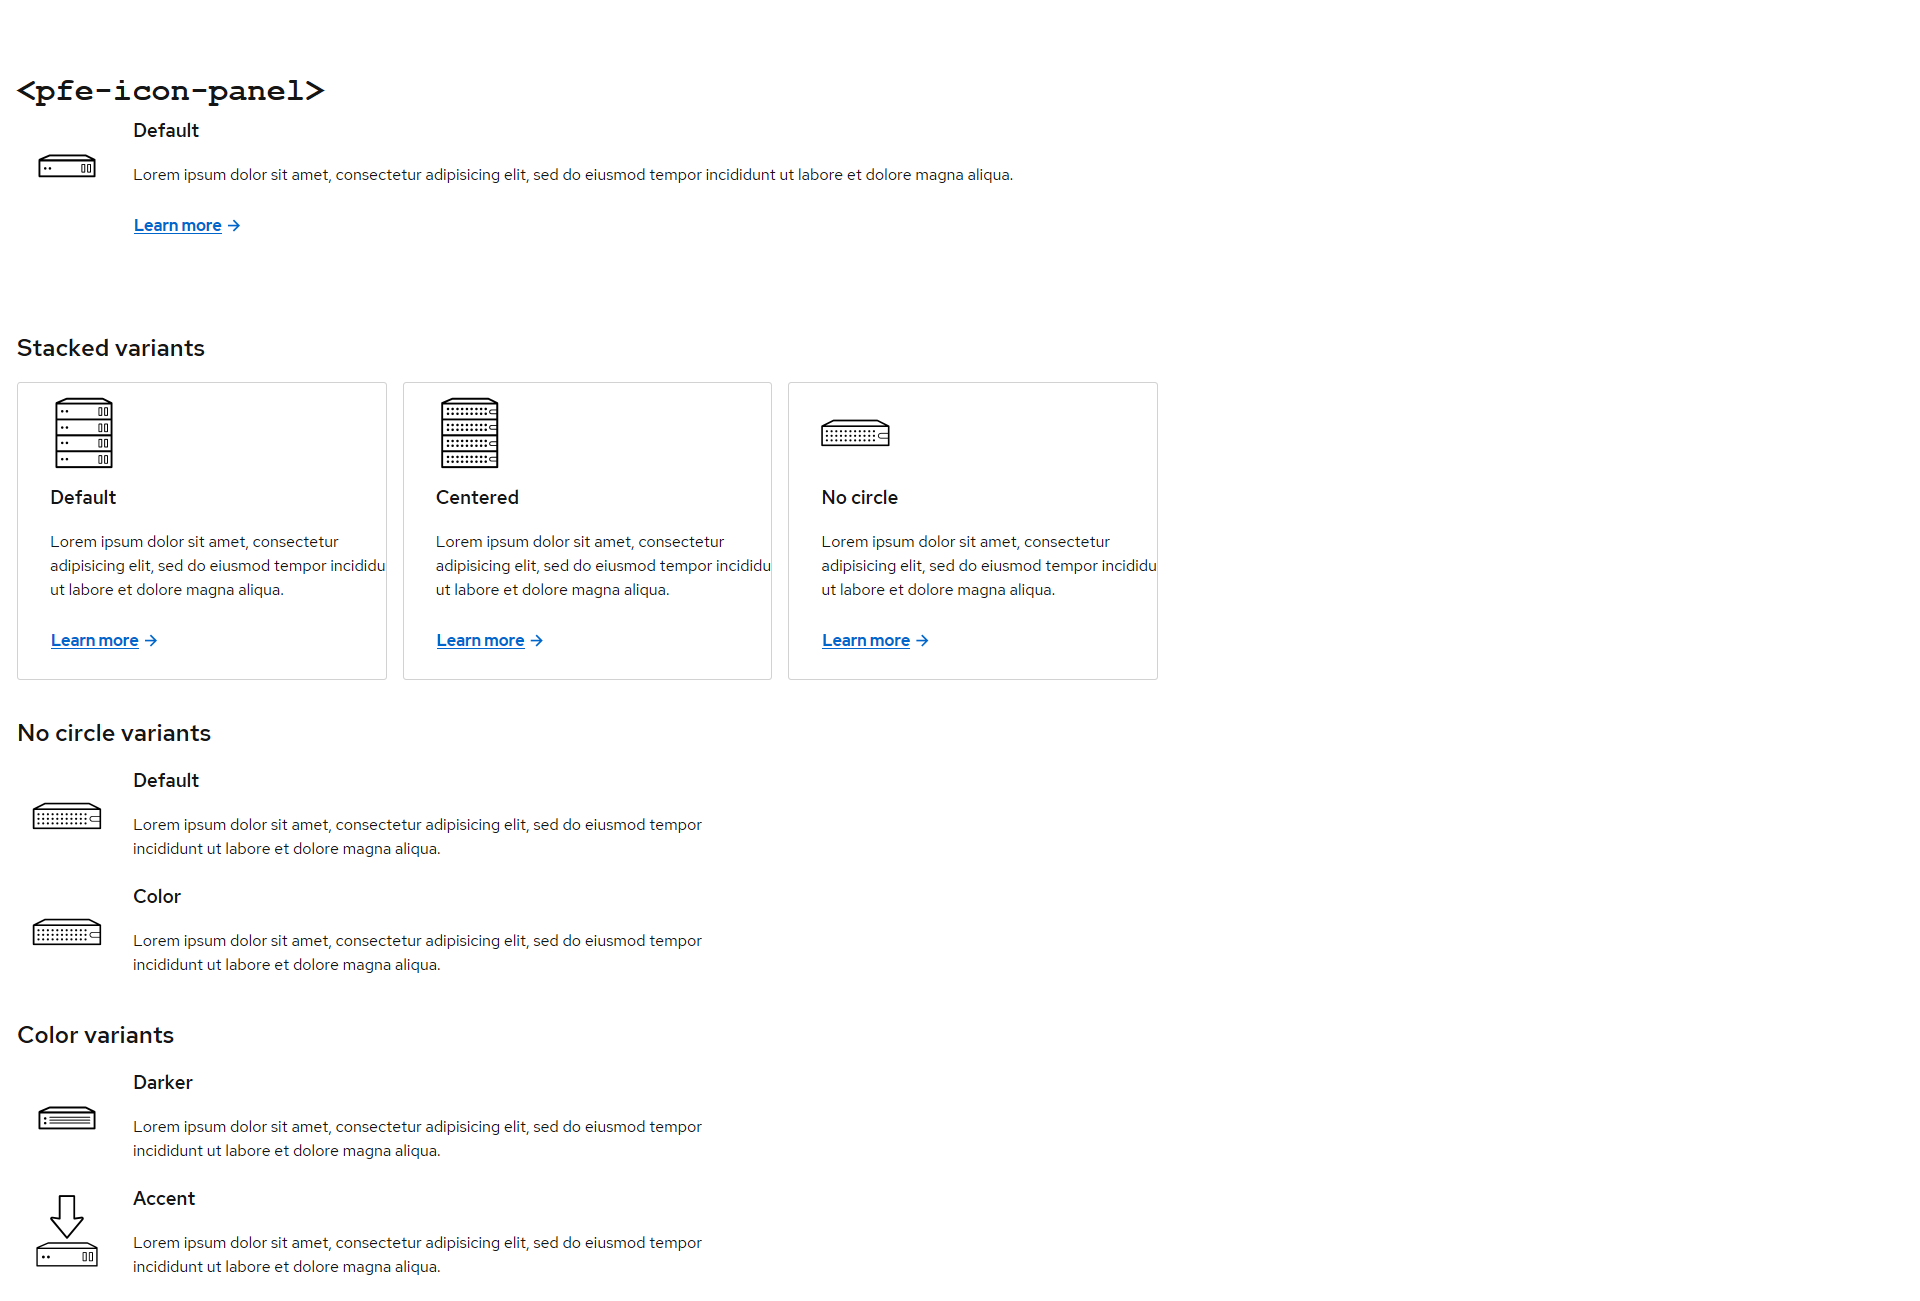 <pfe-icon-panel>
Default
Lorem ipsum dolor sit amet, consectetur adipisicing elit, sed do eiusmod tempor incididunt ut labore et dolore magna aliqua.
Learn more →
Stacked variants
Default
Lorem ipsum dolor sit amet, consectetur
adipisicing elit, sed do eiusmod tempor incididu
ut labore et dolore magna aliqua.
Learn more →
Centered
Lorem ipsum dolor sit amet, consectetur
adipisicing elit, sed do eiusmod tempor incididu
ut labore et dolore magna aliqua.
Learn more →
No circle
Lorem ipsum dolor sit amet, consectetur
adipisicing elit, sed do eiusmod tempor incididu
ut labore et dolore magna aliqua.
Learn more →
No circle variants
Default
Lorem ipsum dolor sit amet, consectetur adipisicing elit, sed do eiusmod tempor
incididunt ut labore et dolore magna aliqua.
Color
Lorem ipsum dolor sit amet, consectetur adipisicing elit, sed do eiusmod tempor
incididunt ut labore et dolore magna aliqua.
Color variants
Darker
Lorem ipsum dolor sit amet, consectetur adipisicing elit, sed do eiusmod tempor
incididunt ut labore et dolore magna aliqua.
Accent
Lorem ipsum dolor sit amet, consectetur adipisicing elit, sed do eiusmod tempor
incididunt ut labore et dolore magna aliqua.